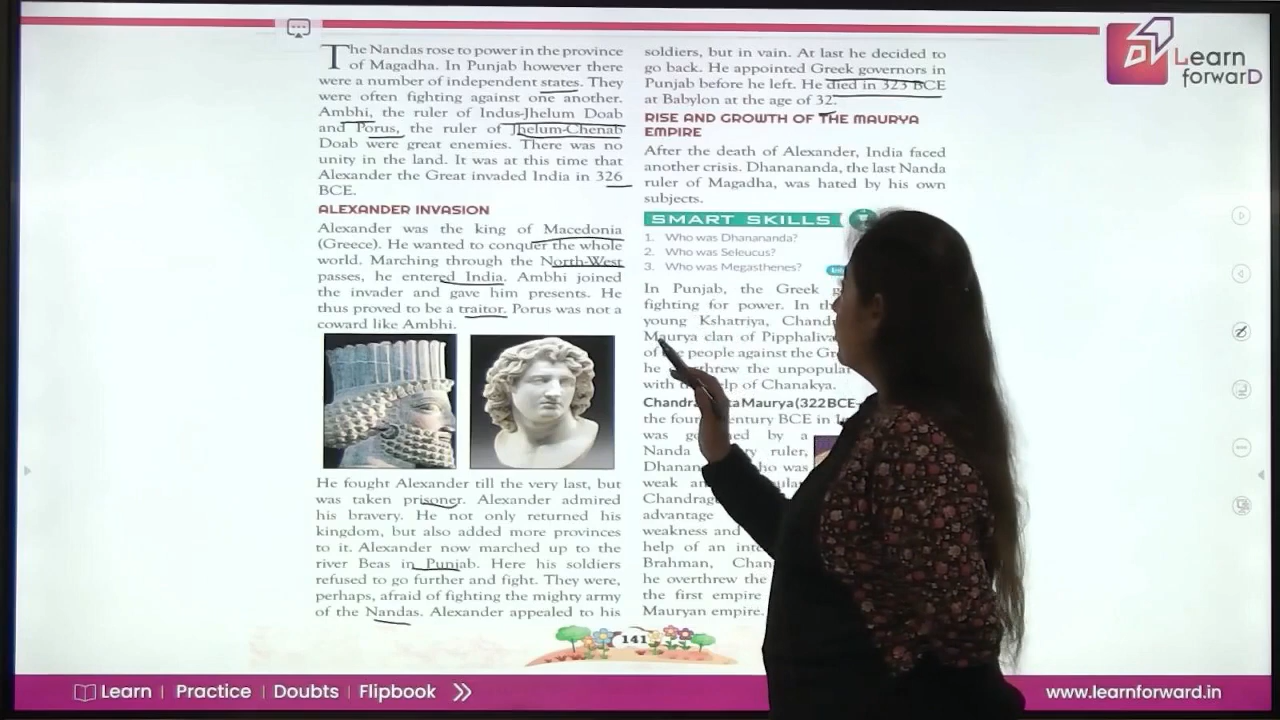 The Nandas rose to power in the province
of Magadha. In Punjab however there
were a number of independent states. They
were often fighting against one another.
Ambhi, the ruler of Indus-Jhelum Doab
and Porus, the ruler of Jhelum-Chenab
Doab were great enemies. There was no
unity in the land. It was at this time that
Alexander the Great invaded India in 326
BCE.
ALEXANDER INVASION
Alexander was the king of Macedonia
(Greece). He wanted to conquer the whole
world. Marching through the North-West
passes, he entered India. Ambhi joined
the invader and gave him presents. He
thus proved to be a traitor. Porus was not a
coward like Ambhi.
He fought Alexander till the very last, but
was taken prisoner. Alexander admired
his bravery. He not only returned his
kingdom, but also added more provinces
to it. Alexander now marched up to the
river Beas in Punjab. Here his soldiers
refused to go further and fight. They were,
perhaps, afraid of fighting the mighty army
of the Nandas. Alexander appealed to his
soldiers, but in vain. At last he decided to
go back. He appointed Greek governors in
Punjab before he left. He died in 323 BCE
at Babylon at the age of 32.
RISE AND GROWTH OF THE MAURYA
EMPIRE
After the death of Alexander, India faced
another crisis. Dhanananda, the last Nanda
ruler of Magadha, was hated by his own
subjects.
SMART SKILLS
1. Who was Dhanananda?
2. Who was Seleucus?
3. Who was Megasthenes?
In Punjab, the Greek
fighting for power. In
young Kshatriya,
Maurya clan of
of the people against the
he the unpopular
with help of Chanakya.
Maurya (322 BCE-
the BCE in
was by a
Nanda ruler,
was
weak
advantage
weakness and
help of an
Brahman,
he overthrew the
the first empire
Mauryan empire.
141
Learn
forwarD
Learn | Practice | Doubts | Flipbook
www.learnforward.in